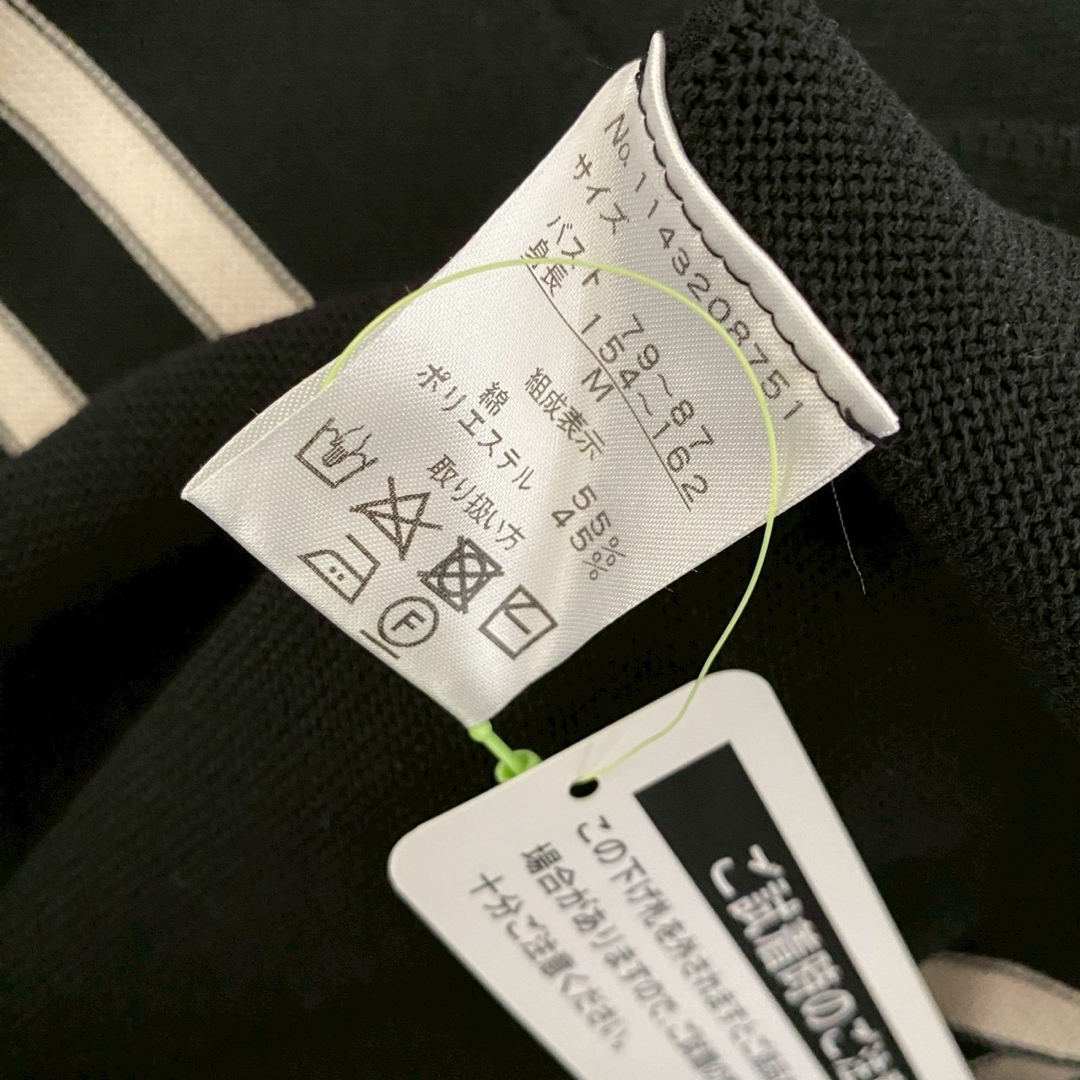 No. 1143208751
サイズ
バスト 79~87
身長 154~162
M
組成表示
綿 55%
ポリエステル 45%
取り扱い方
F
ご試着時のご注
この下げ札を外されますとご返品
場合がありますので、ご試着の
十分ご注意ください。